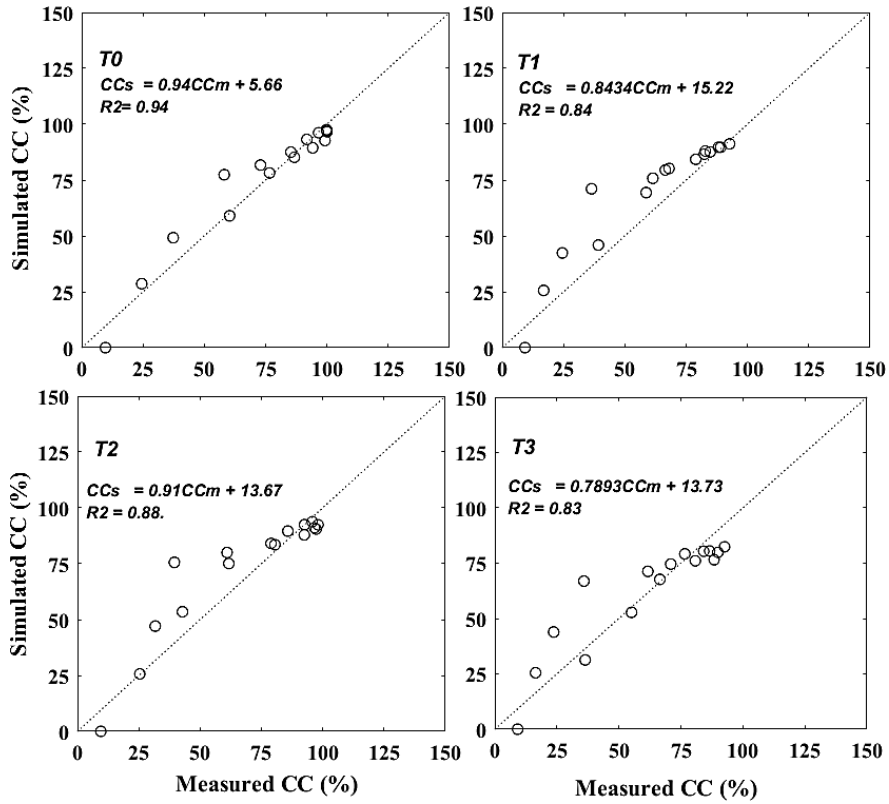 150
125
100
75
50
25
0
Simulated CC (%)
T0
CCs = 0.94CCm + 5.66
R2= 0.94
0 25 50 75 100 125 150
150
125
100
75
50
25
0
T1
CCs = 0.8434CCm + 15.22
R2 = 0.84
0 25 50 75 100 125 150
150
125
100
75
50
25
0
Simulated CC (%)
T2
CCs = 0.91CCm + 13.67
R2 = 0.88.
0 25 50 75 100 125 150
Measured CC (%)
150
125
100
75
50
25
0
T3
CCs = 0.7893CCm + 13.73
R2 = 0.83
0 25 50 75 100 125 150
Measured CC (%)